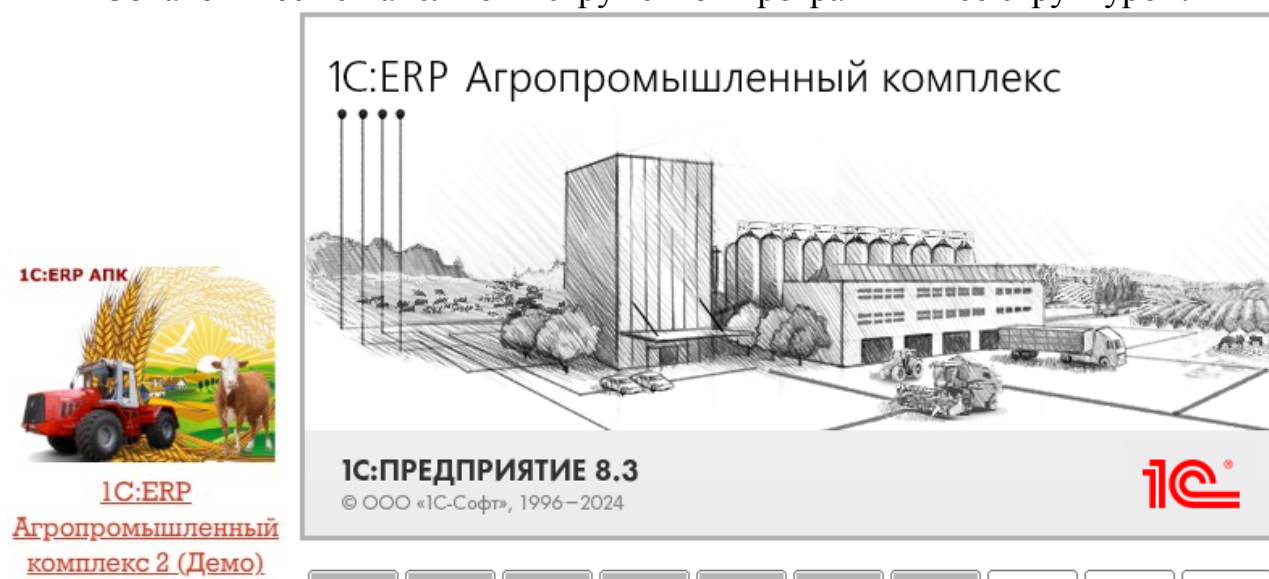 1С:ERP Агропромышленный комплекс
1С:ERP АПК
1С:ERP
Агропромышленный
комплекс 2 (Демо)
1С:ПРЕДПРИЯТИЕ 8.3
© ООО «1С-Софт», 1996–2024
1С